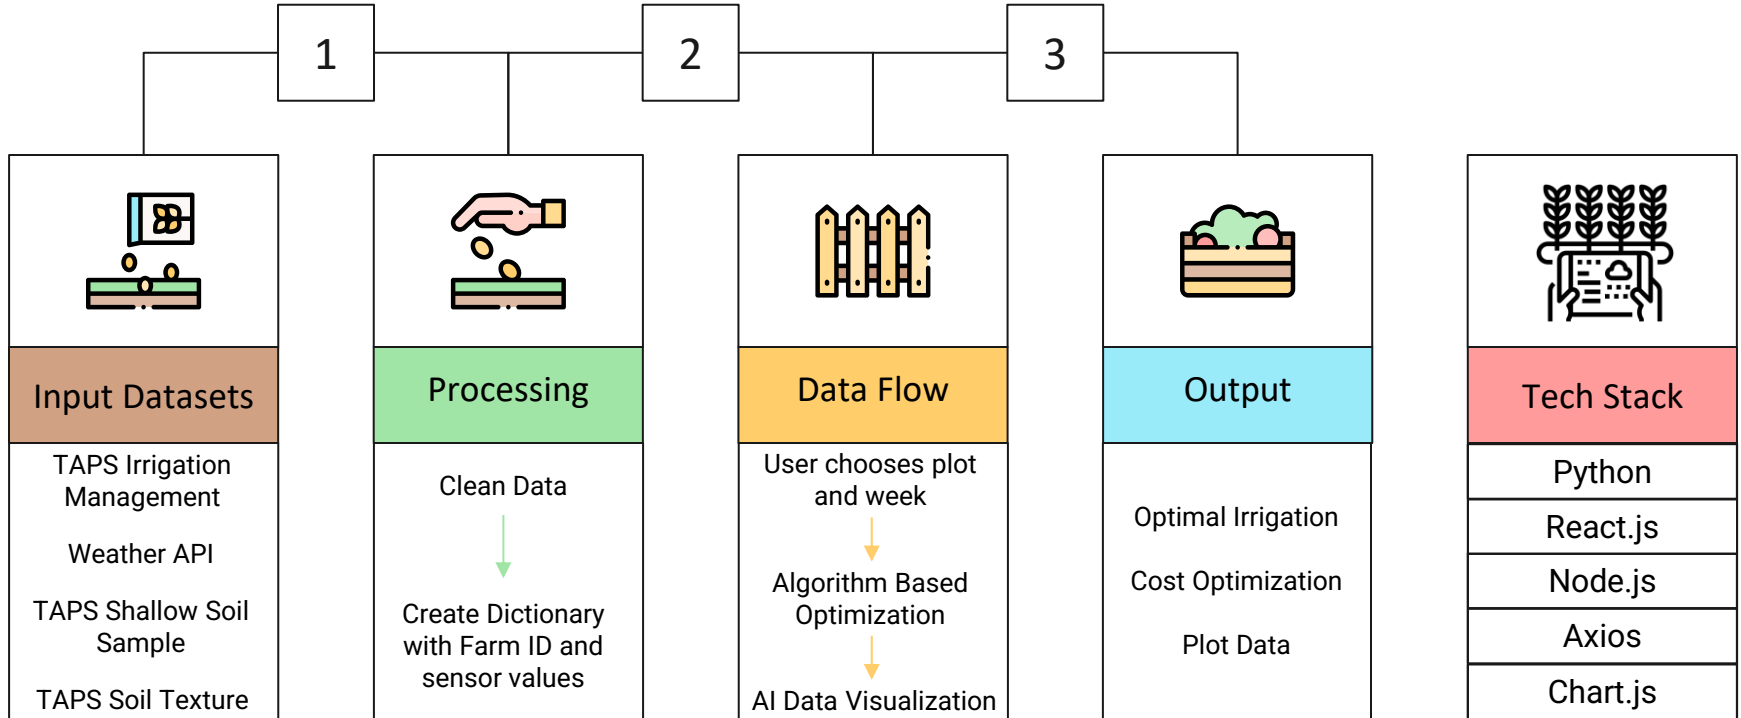 1
2
3
Input Datasets
TAPS Irrigation
Management
Weather API
TAPS Shallow Soil
Sample
TAPS Soil Texture
Processing
Clean Data
Create Dictionary
with Farm ID and
sensor values
Data Flow
User chooses plot
and week
Algorithm Based
Optimization
AI Data Visualization
Output
Optimal Irrigation
Cost Optimization
Plot Data
Tech Stack
Python
React.js
Node.js
Axios
Chart.js